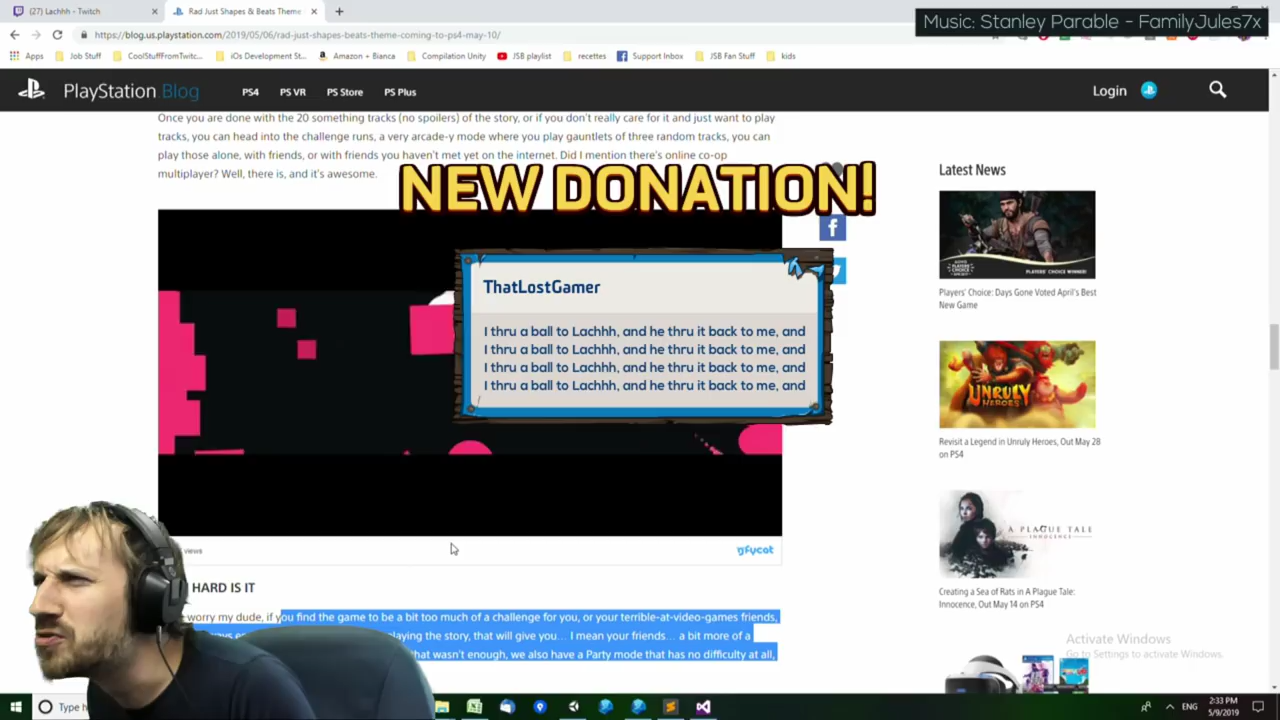 (27) Lachhh - Twitch
Rad Just Shapes & Beats Theme
Music: Stanley Parable - FamilyJules7x
https://blog.us.playstation.com/2019/05/06/rad-just-shapes-beats-theme-coming-to-ps4-may-10/
Apps
Job Stuff
CoolStuffFromTwitc...
iOs Development St...
Amazon + Bianca
Compilation Unity
JSB playlist
recettes
Support Inbox
JSB Fan Stuff
kids
PlayStation.Blog
PS4
PS VR
PS Store
PS Plus
Login
Once you are done with the 20 something tracks (no spoilers) of the story, or if you don't really care for it and just want to play
tracks, you can head into the challenge runs, a very arcade-y mode where you play gauntlets of three random tracks, you can
play those alone, with friends, or with friends you haven't met yet on the internet. Did I mention there's online co-op
multiplayer? Well, there is, and it's awesome.
NEW DONATION!
ThatLostGamer
I thru a ball to Lachhh, and he thru it back to me, and
I thru a ball to Lachhh, and he thru it back to me, and
I thru a ball to Lachhh, and he thru it back to me, and
I thru a ball to Lachhh, and he thru it back to me, and
views
gfycat
HARD IS IT
worry my dude, if you find the game to be a bit too much of a challenge for you, or your terrible-at-video-games friends,
playing the story, that will give you... I mean your friends... a bit more of a
that wasn't enough, we also have a Party mode that has no difficulty at all,
Latest News
Players' Choice: Days Gone Voted April's Best
New Game
UNRULY
HEROES
Revisit a Legend in Unruly Heroes, Out May 28
on PS4
A PLAGUE TALE
INNOCENCE
Creating a Sea of Rats in A Plague Tale:
Innocence, Out May 14 on PS4
Activate Windows
Go to Settings to activate Windows.
Type h
ENG
2:33 PM
5/9/2019